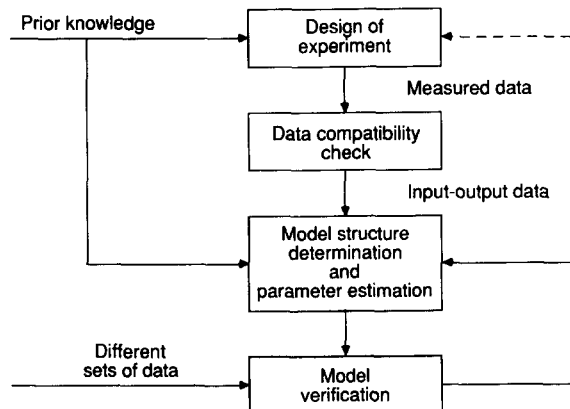 Prior knowledge
Design of
experiment
Measured data
Data compatibility
check
Input-output data
Model structure
determination
and
parameter estimation
Different
sets of data
Model
verification